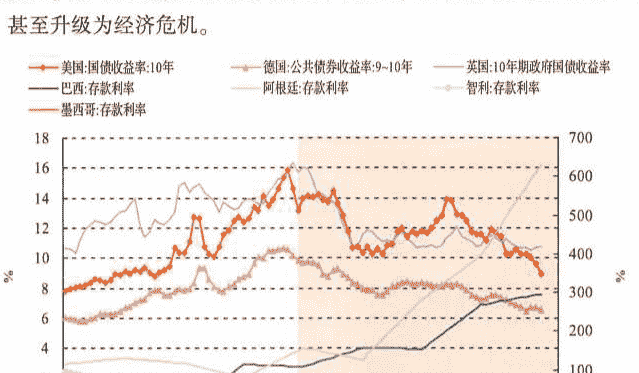 甚至升级为经济危机。
美国:国债收益率:10年 德国:公共债券收益率:9~10年 英国:10年期政府国债收益率
巴西:存款利率 阿根廷:存款利率 智利:存款利率
墨西哥:存款利率
18 700
16 600
14 500
12
10 400
% %
8 300
6 200
4 100